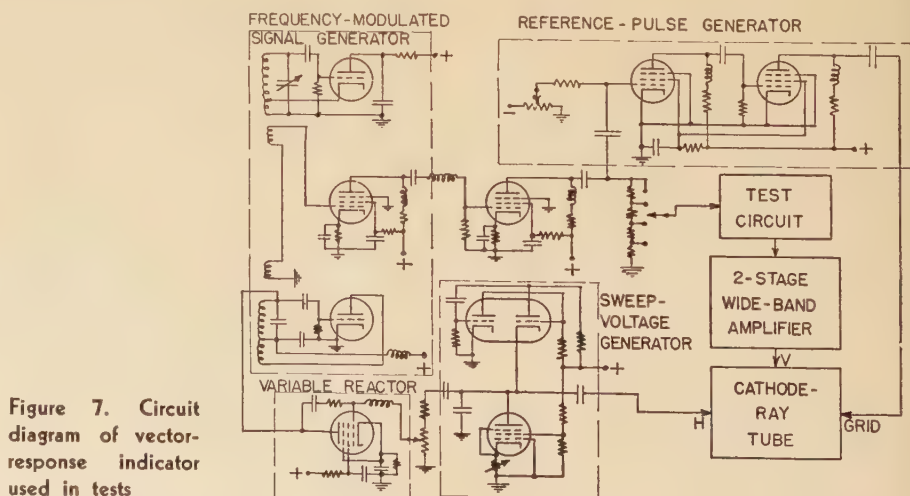 FREQUENCY-MODULATED
SIGNAL GENERATOR
REFERENCE-PULSE GENERATOR
+
-
+
+
+
TEST
CIRCUIT
2-STAGE
WIDE-BAND
AMPLIFIER
V
SWEEP-
VOLTAGE
GENERATOR
+
+
VARIABLE REACTOR
+
H
CATHODE-
RAY
TUBE
GRID
Figure 7. Circuit
diagram of vector-
response indicator
used in tests